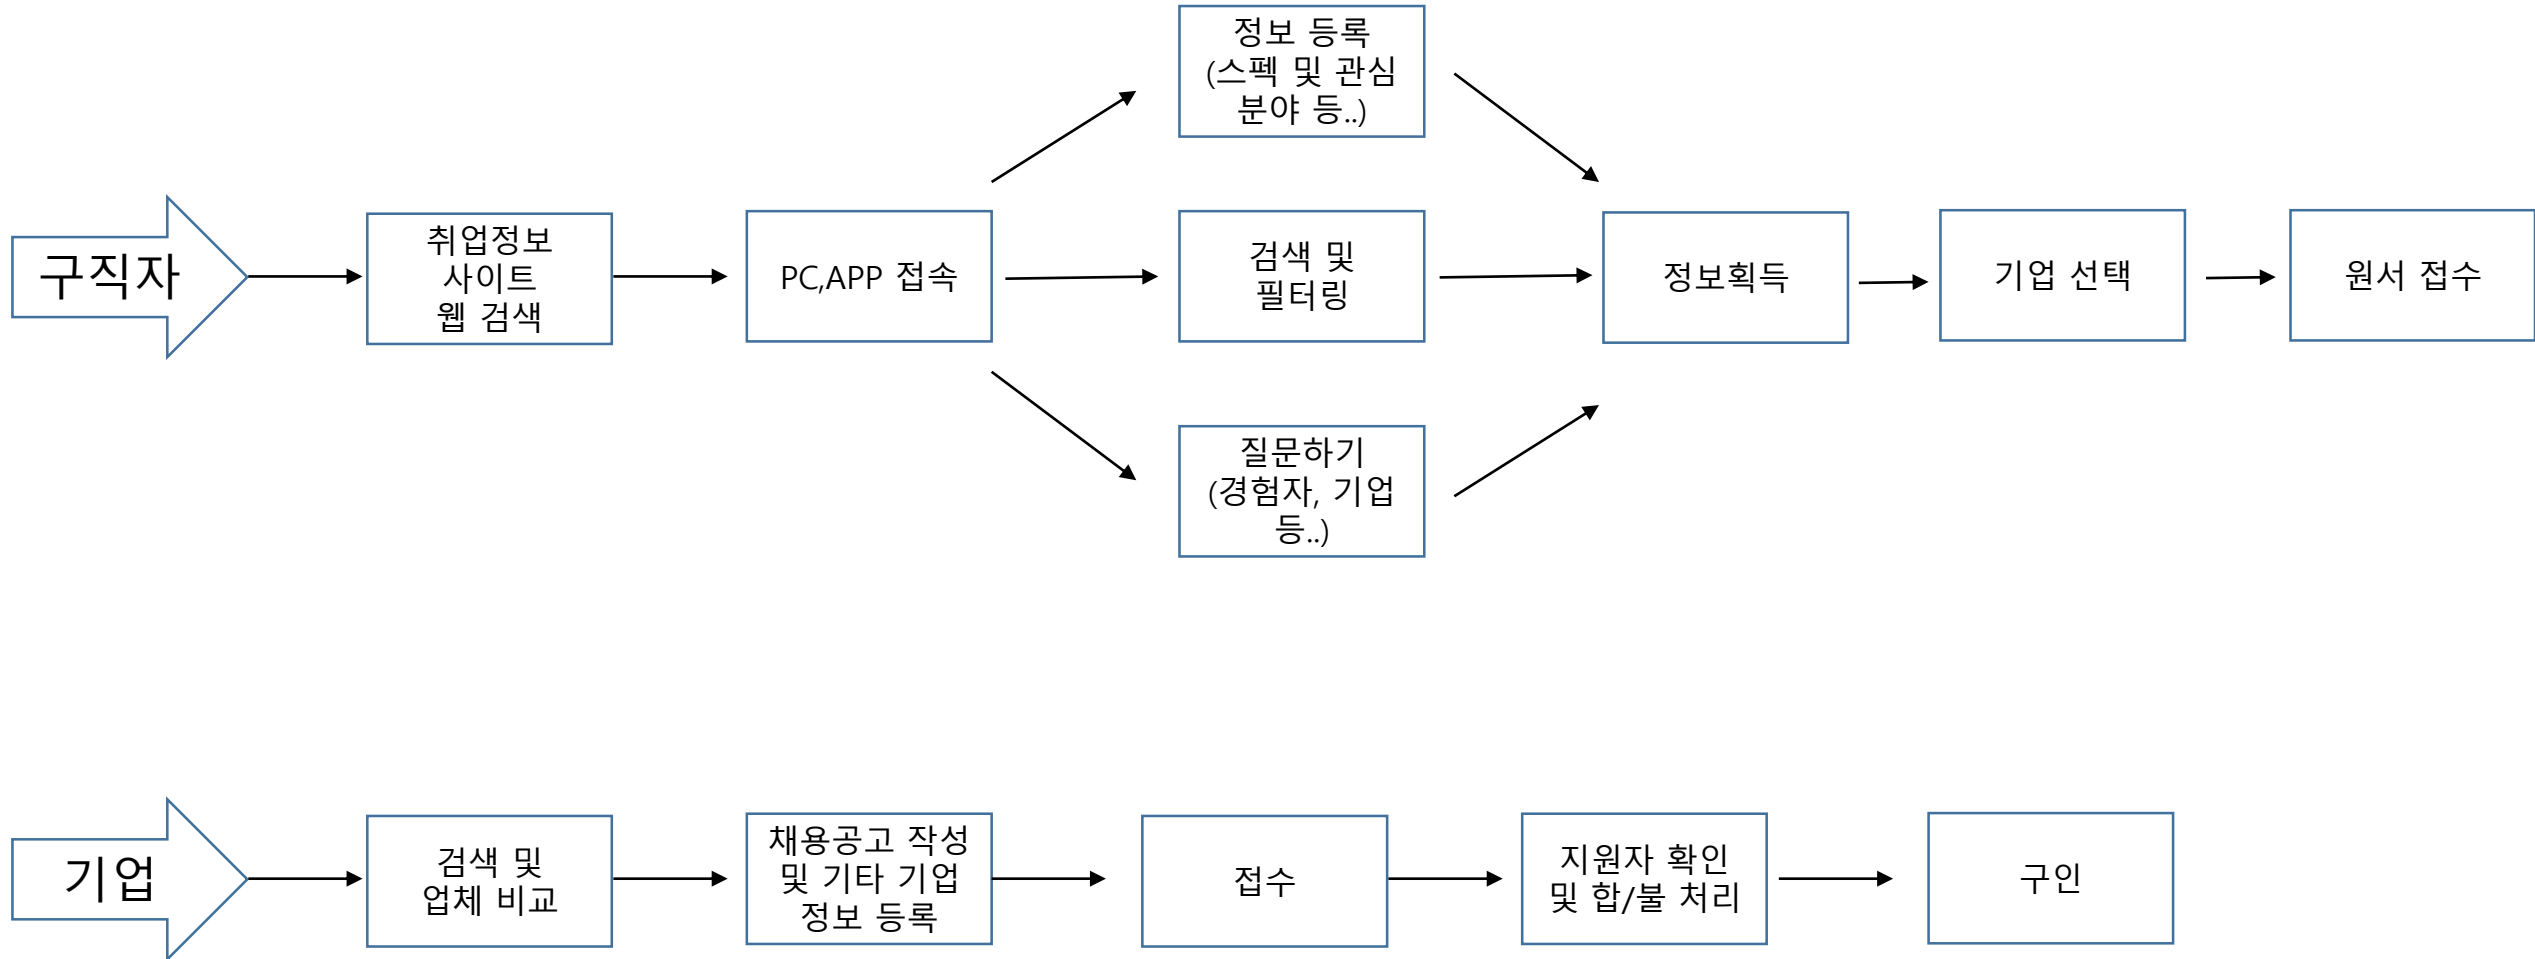 구직자
취업정보
사이트
웹 검색
PC,APP 접속
정보 등록
(스펙 및 관심
분야 등..)
검색 및
필터링
질문하기
(경험자, 기업
등..)
정보획득
기업 선택
원서 접수
기업
검색 및
업체 비교
채용공고 작성
및 기타 기업
정보 등록
접수
지원자 확인
및 합/불 처리
구인